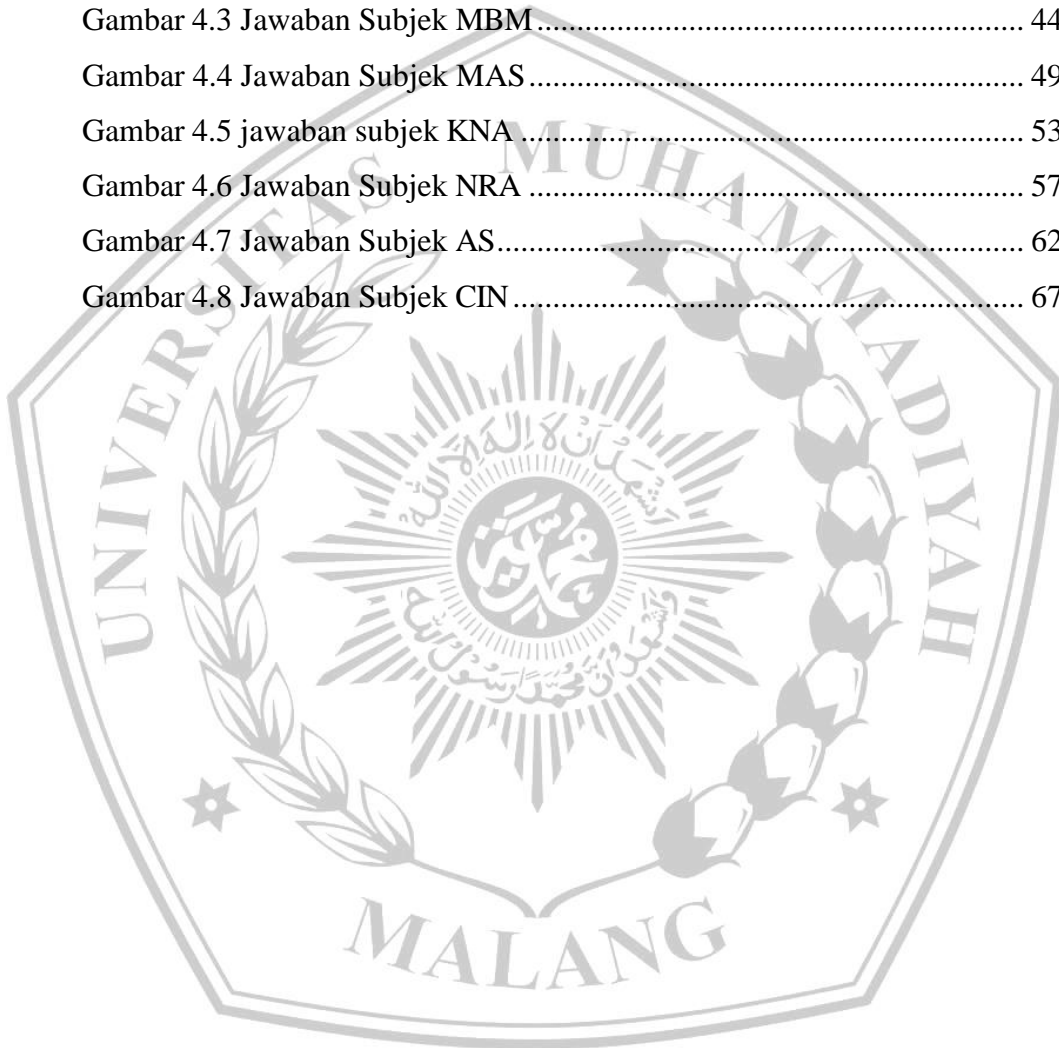 Gambar 4.3 Jawaban Subjek MBM .......... 44
Gambar 4.4 Jawaban Subjek MAS .......... 49
Gambar 4.5 jawaban subjek KNA .......... 53
Gambar 4.6 Jawaban Subjek NRA .......... 57
Gambar 4.7 Jawaban Subjek AS .......... 62
Gambar 4.8 Jawaban Subjek CIN .......... 67
UNIVERSITAS MUHAMMADIYAH
MALANG